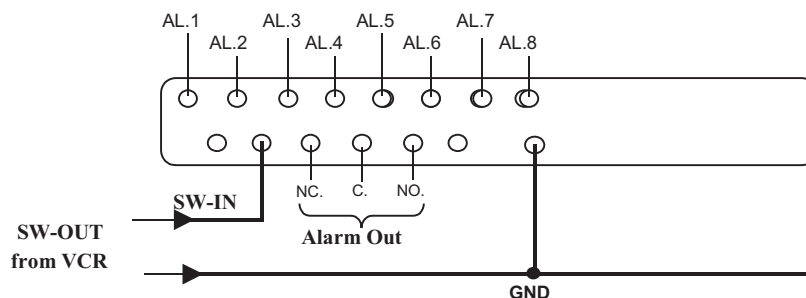 AL.1 AL.3 AL.5 AL.7
AL.2 AL.4 AL.6 AL.8
NC. C. NO.
SW-IN
Alarm Out
SW-OUT
from VCR
GND